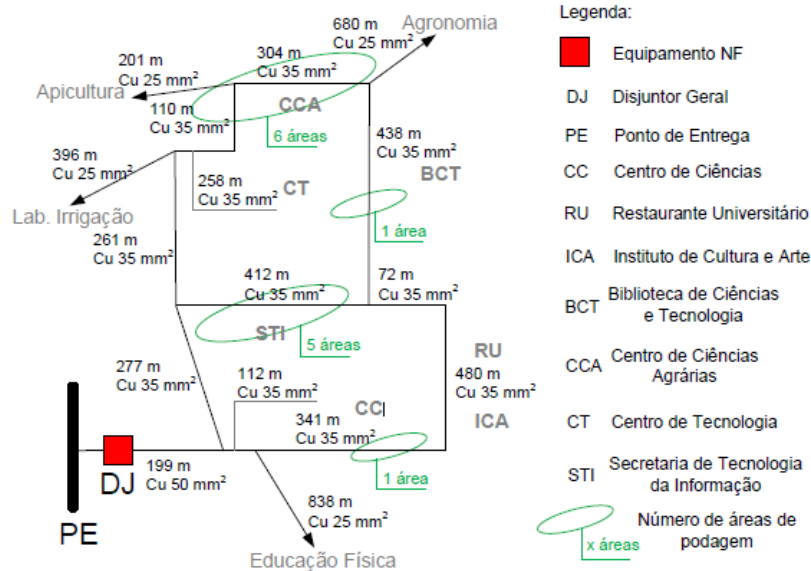 680 m
Cu 25 mm²
Agronomia
304 m
Cu 35 mm²
201 m
Cu 25 mm²
Apicultura
110 m
Cu 35 mm²
CCA
6 áreas
396 m
Cu 25 mm²
Lab. Irrigação
258 m
Cu 35 mm²
CT
438 m
Cu 35 mm²
BCT
1 área
261 m
Cu 35 mm²
412 m
Cu 35 mm²
72 m
Cu 35 mm²
STI
5 áreas
277 m
Cu 35 mm²
112 m
Cu 35 mm²
RU
480 m
Cu 35 mm²
ICA
CC
341 m
Cu 35 mm²
1 área
199 m
Cu 50 mm²
DJ
PE
838 m
Cu 25 mm²
Educação Física
Legenda:
Equipamento NF
DJ Disjuntor Geral
PE Ponto de Entrega
CC Centro de Ciências
RU Restaurante Universitário
ICA Instituto de Cultura e Arte
BCT Biblioteca de Ciências
e Tecnologia
CCA Centro de Ciências
Agrárias
CT Centro de Tecnologia
STI Secretaria de Tecnologia
da Informação
Número de áreas de
podagem
x áreas